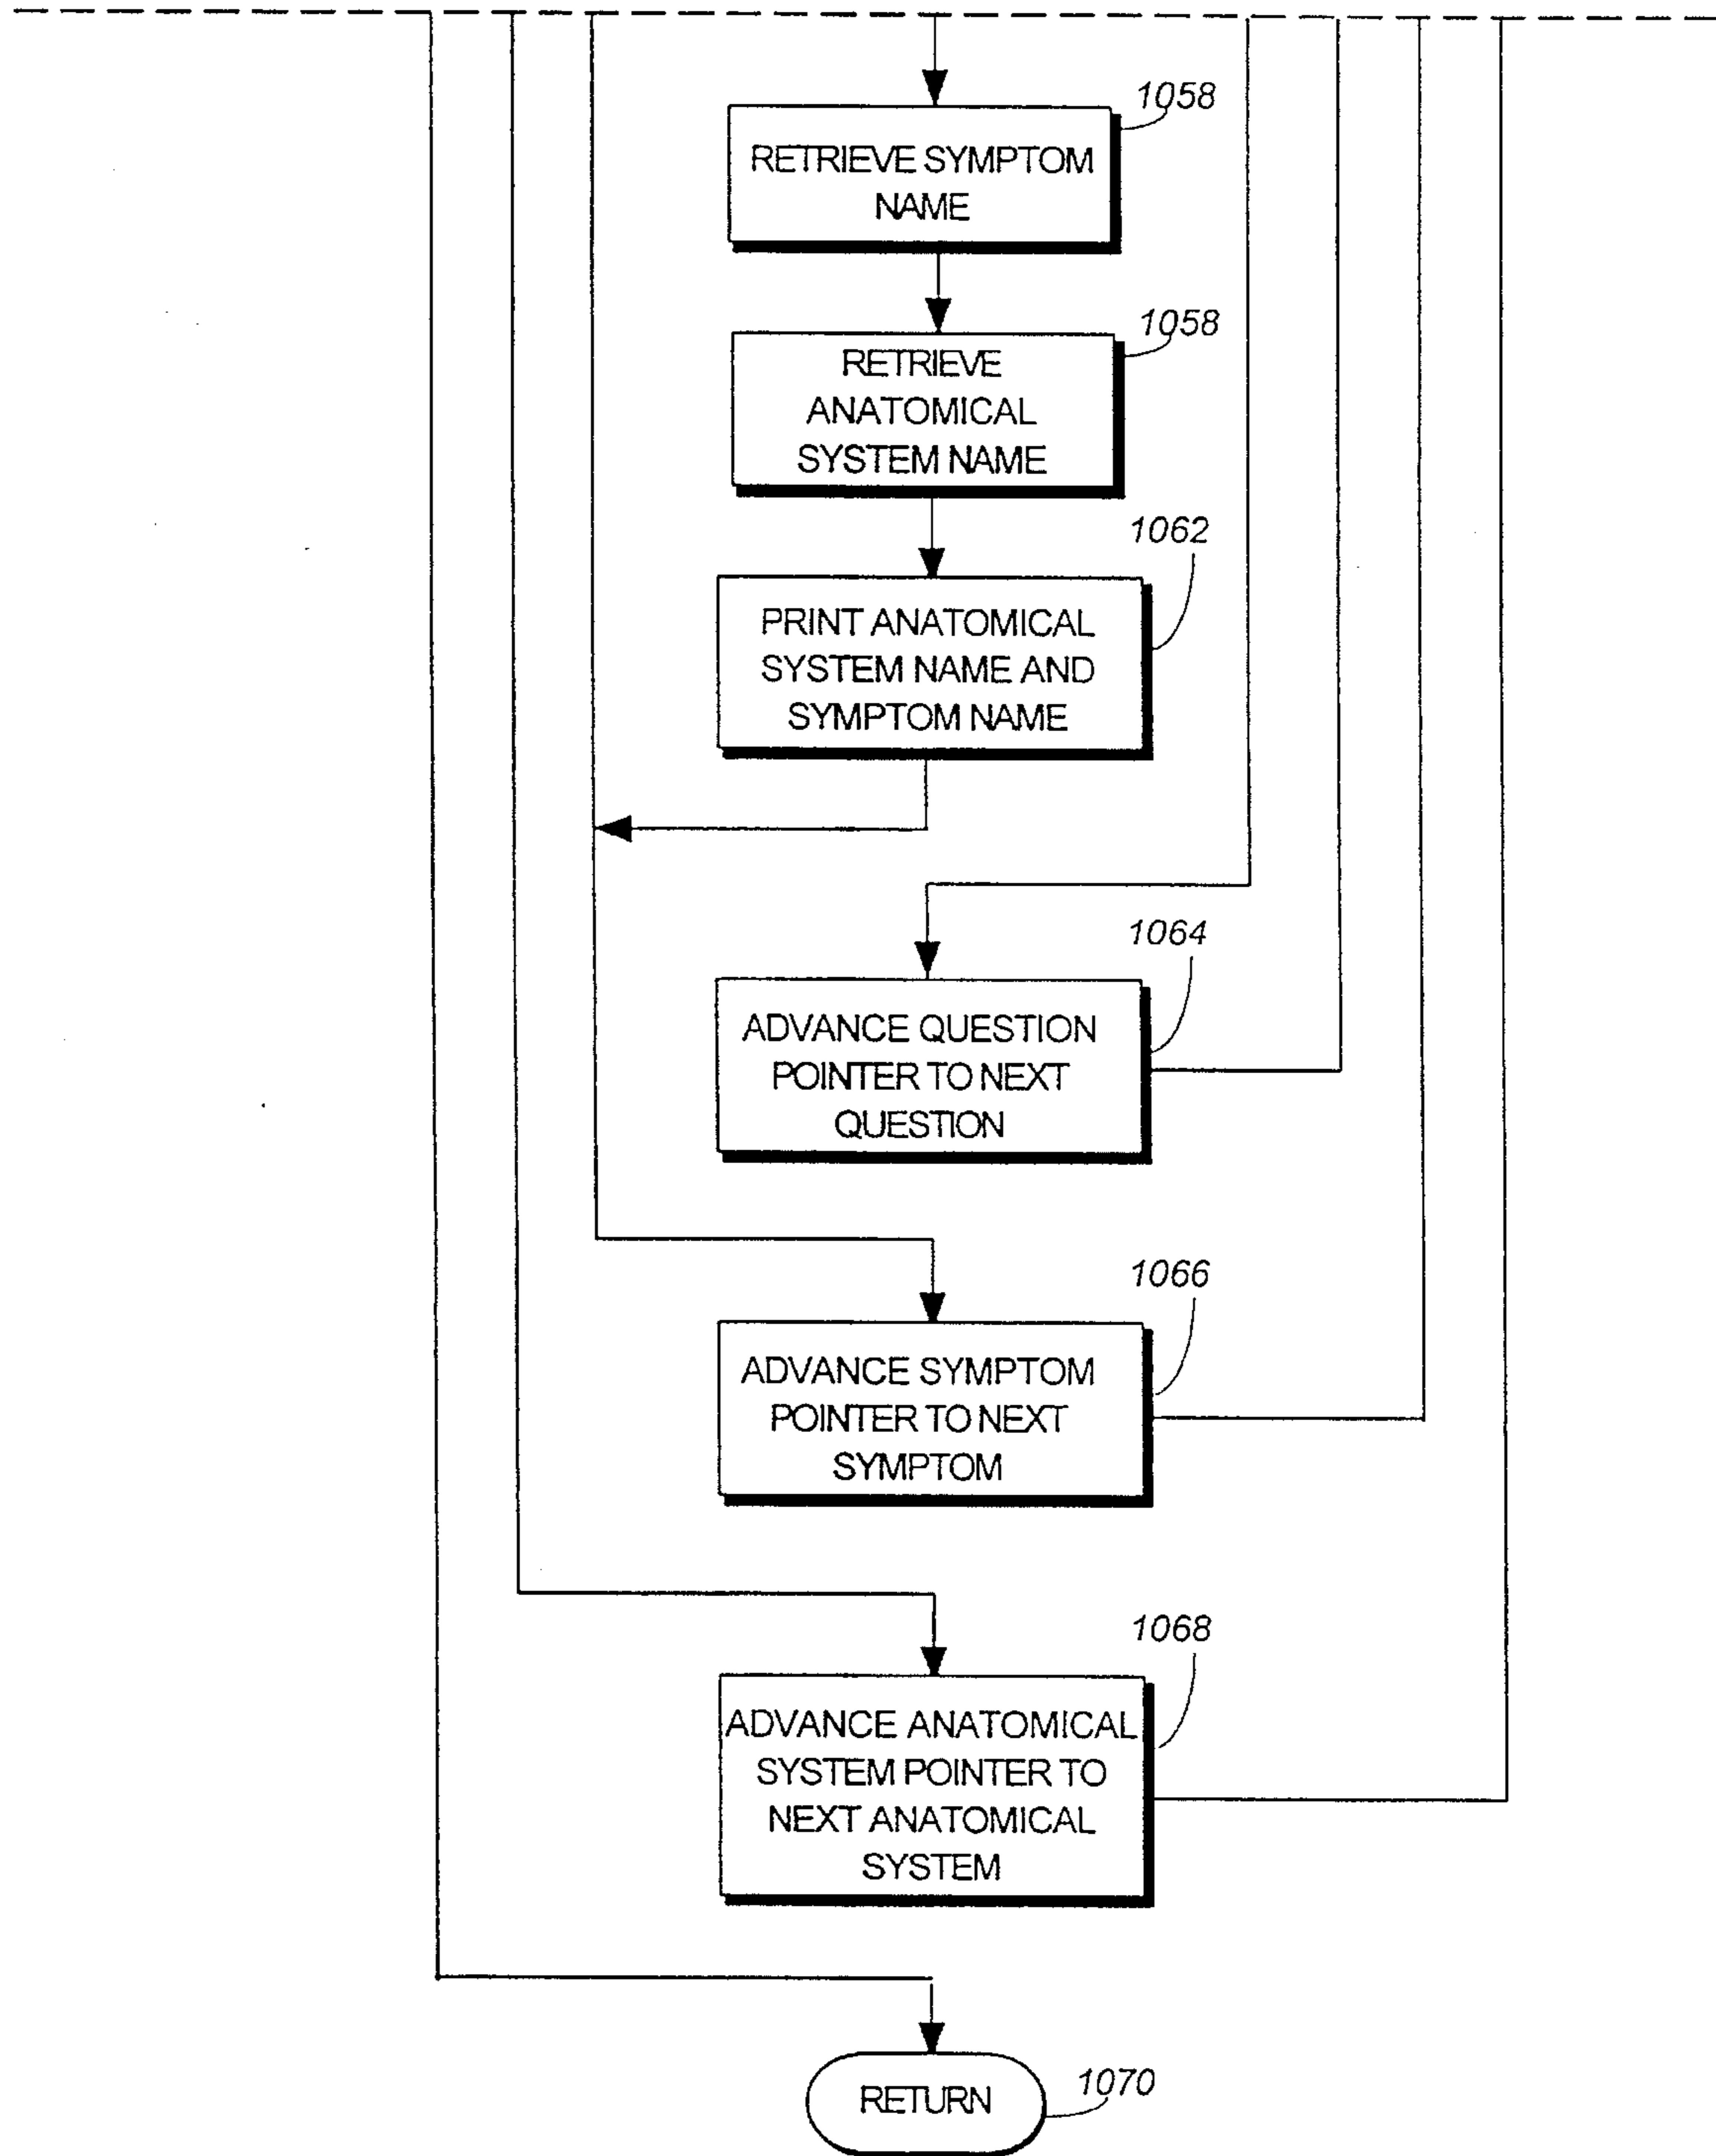 1058
RETRIEVE SYMPTOM
NAME
1058
RETRIEVE
ANATOMICAL
SYSTEM NAME
1062
PRINT ANATOMICAL
SYSTEM NAME AND
SYMPTOM NAME
1064
ADVANCE QUESTION
POINTER TO NEXT
QUESTION
1066
ADVANCE SYMPTOM
POINTER TO NEXT
SYMPTOM
1068
ADVANCE ANATOMICAL
SYSTEM POINTER TO
NEXT ANATOMICAL
SYSTEM
RETURN
1070